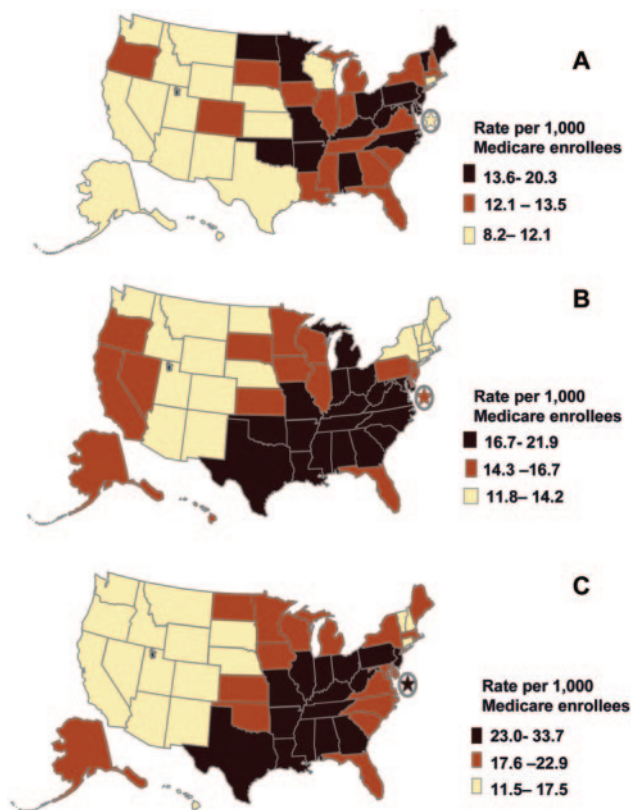 A
Rate per 1,000
Medicare enrollees
13.6- 20.3
12.1 – 13.5
8.2– 12.1
B
Rate per 1,000
Medicare enrollees
16.7- 21.9
14.3 –16.7
11.8– 14.2
C
Rate per 1,000
Medicare enrollees
23.0- 33.7
17.6 –22.9
11.5– 17.5